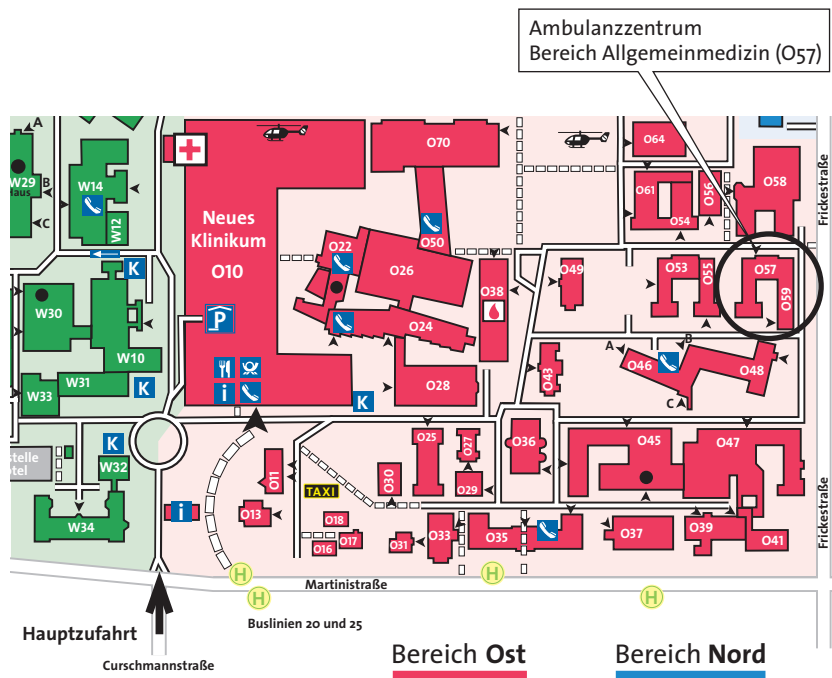 Ambulanzzentrum
Bereich Allgemeinmedizin (O57)
A
W29
Haus
B
C
W14
W12
Neues
Klinikum
O10
O70
O50
O22
O26
O24
O28
O38
O64
O61
O54
O56
O58
O49
O53
O55
O57
O59
Frickestraße
K
P
W30
W10
W31
W33
K
i
K
O43
A
B
C
O46
O48
K
W32
W34
O11
O13
TAXI
O30
O25
O27
O29
O36
O45
O47
O18
O17
O16
O31
O33
O35
O37
O39
O41
Frickestraße
i
H
H
H
H
Martinistraße
Buslinien 20 und 25
Hauptzufahrt
Curschmannstraße
Bereich Ost
Bereich Nord